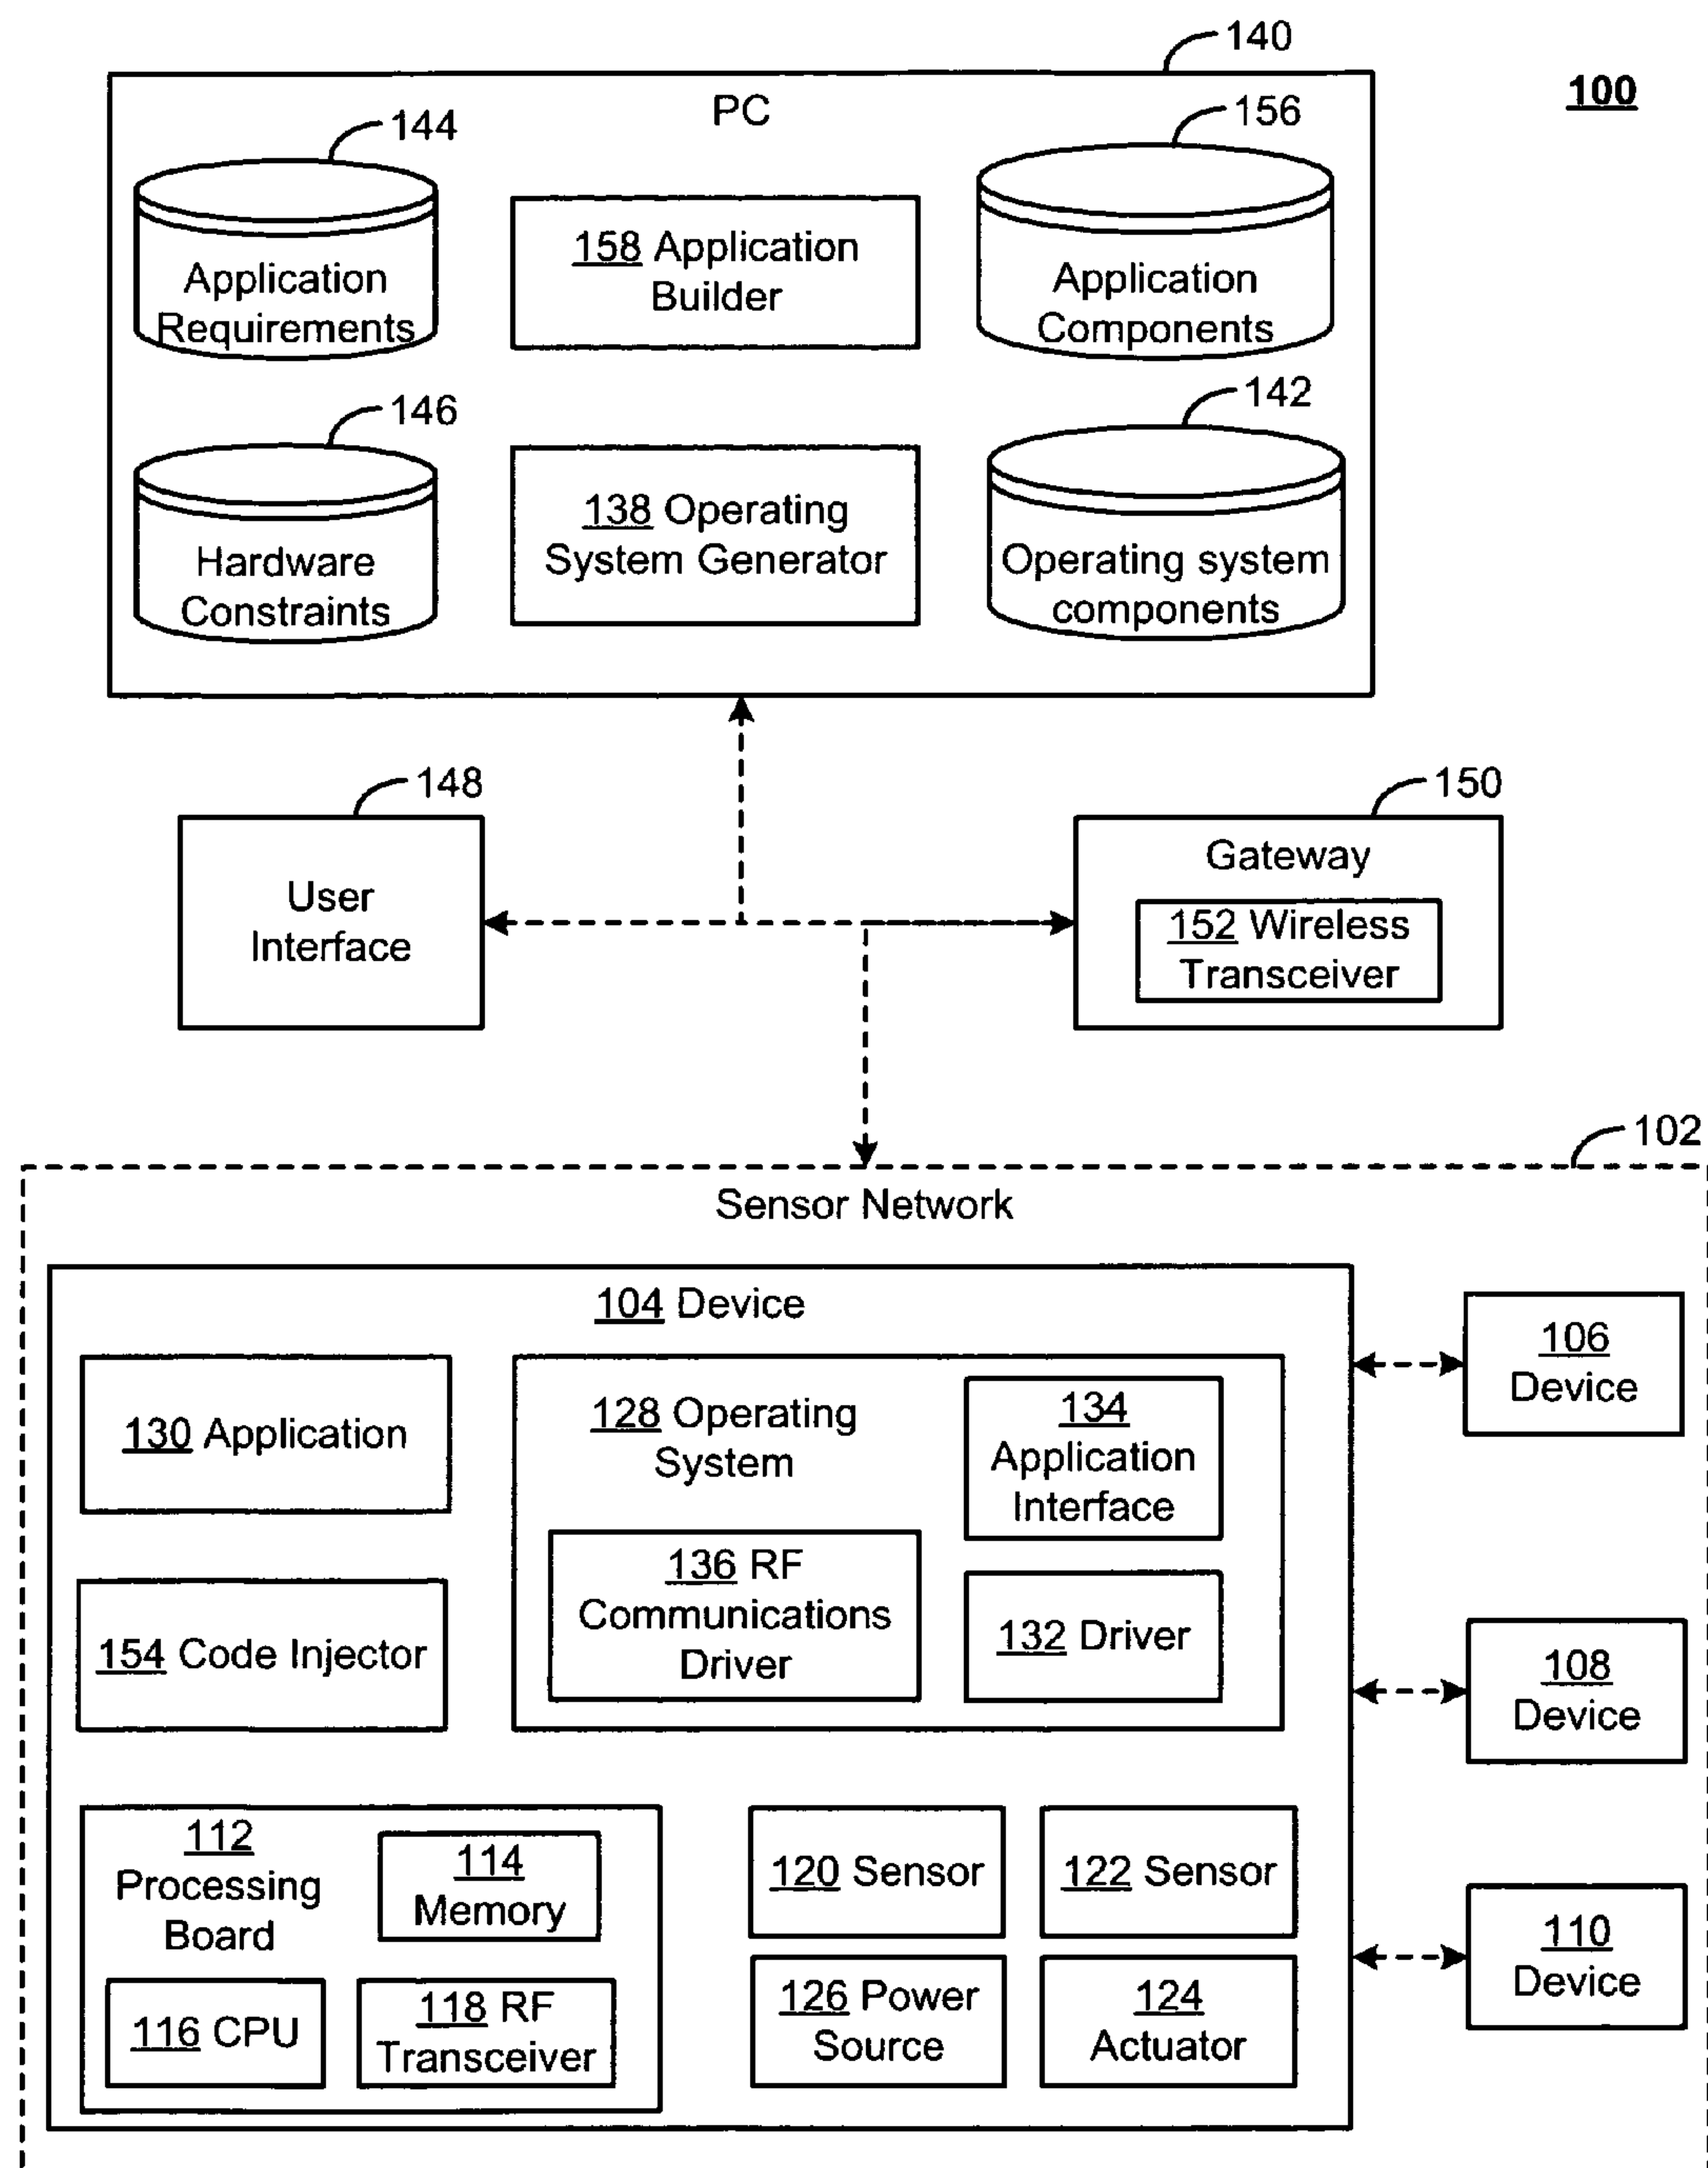 140
100
PC
144
156
Application
Requirements
158 Application
Builder
Application
Components
146
142
Hardware
Constraints
138 Operating
System Generator
Operating system
components
148
150
User
Interface
Gateway
152 Wireless
Transceiver
102
Sensor Network
104 Device
106
Device
130 Application
128 Operating
System
134
Application
Interface
136 RF
Communications
Driver
132 Driver
154 Code Injector
108
Device
112
Processing
Board
114
Memory
116 CPU
118 RF
Transceiver
120 Sensor
122 Sensor
126 Power
Source
124
Actuator
110
Device